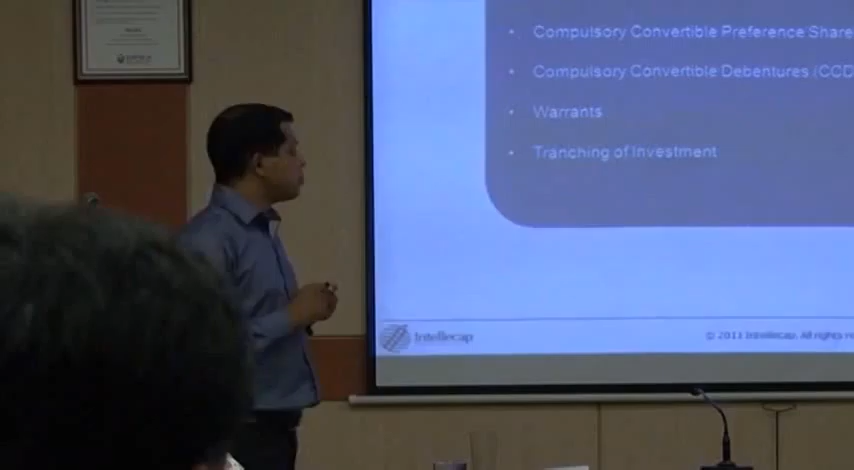 Compulsory Convertible Preference Share
Compulsory Convertible Debentures (CCD
Warrants
Tranching of Investment
Intellecap
© 2011 Intellecap. All rights re